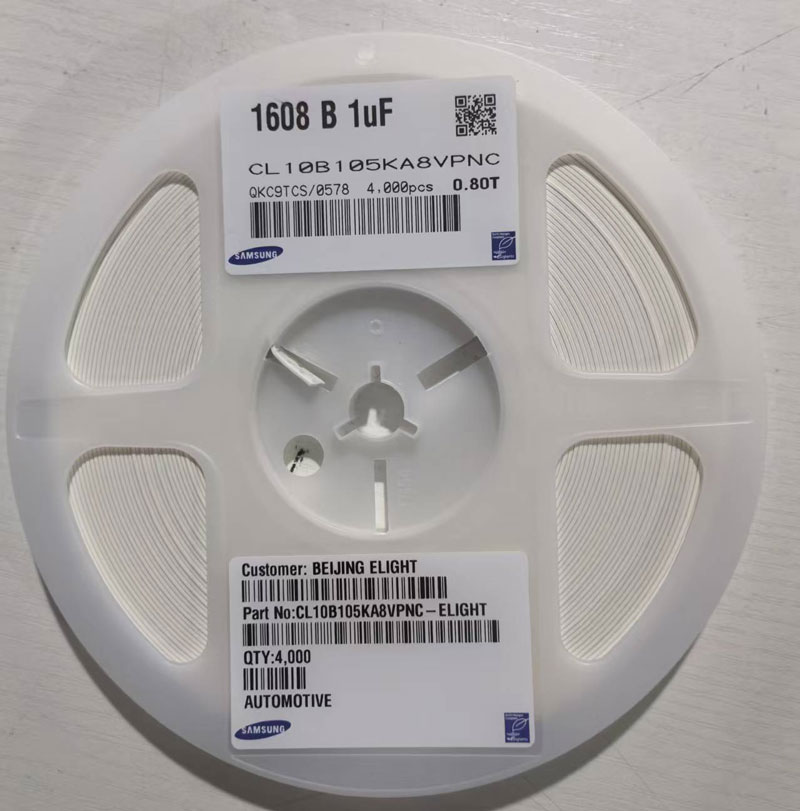 1608 B 1uF
CL10B105KA8VPNC
QKC9TCS/0578 4,000pcs 0.80T
SAMSUNG
Customer: BEIJING ELIGHT
Part No:CL10B105KA8VPNC-ELIGHT
QTY:4,000
AUTOMOTIVE
SAMSUNG